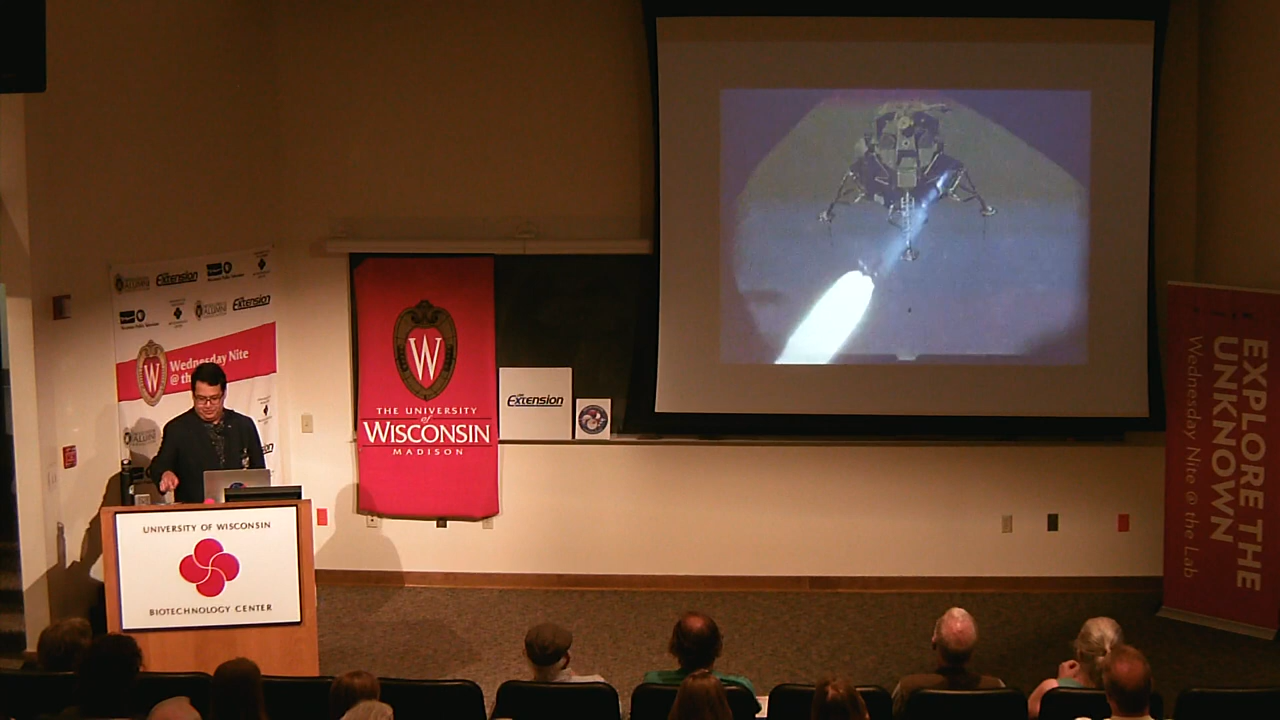 Extension
Extension
Wednesday Nite
@ th
W
THE UNIVERSITY
of
WISCONSIN
MADISON
Extension
UNIVERSITY OF WISCONSIN
BIOTECHNOLOGY CENTER
EXPLORE THE
UNKNOWN
Wednesday Nite @ the Lab